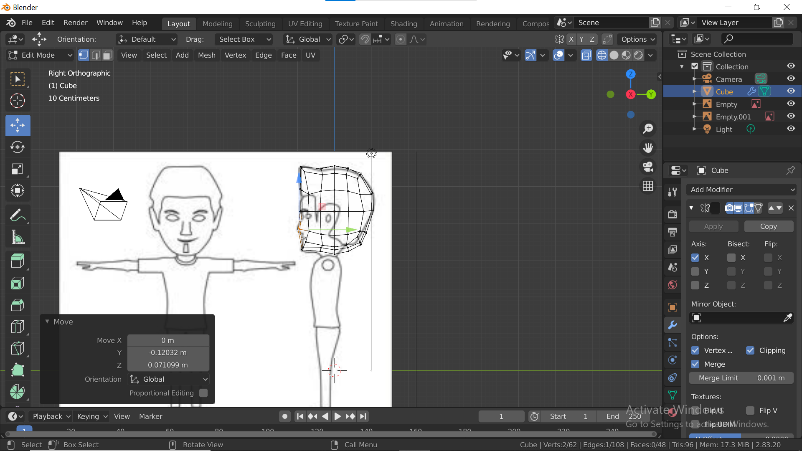 Blender
File Edit Render Window Help Layout Modeling Sculpting UV Editing Texture Paint Shading Animation Rendering Compos Scene View Layer
Orientation: Default Drag: Select Box Global X Y Z Options
Edit Mode View Select Add Mesh Vertex Edge Face UV
Right Orthographic
(1) Cube
10 Centimeters
Z
X
Y
Scene Collection
Collection
Camera
Cube
Empty
Empty.001
Light
Cube
Add Modifier
Apply Copy
Axis: Bisect: Flip:
X X X
Y Y Y
Z Z Z
Mirror Object:
Options:
Vertex ... Clipping
Merge
Merge Limit 0.001 m
Textures:
Flip U Flip V
Flip UDIM
Activate Windows
Go to Settings to activate Windows.
Move
Move X 0 m
Y 0.12032 m
Z 0.071099 m
Orientation Global
Proportional Editing
Playback Keying View Marker 1 Start 1 End 250
1
Select Box Select Rotate View Call Menu Cube | Verts:2/62 | Edges:1/108 | Faces:0/48 | Tris:96 | Mem: 17.3 MiB | 2.83.20